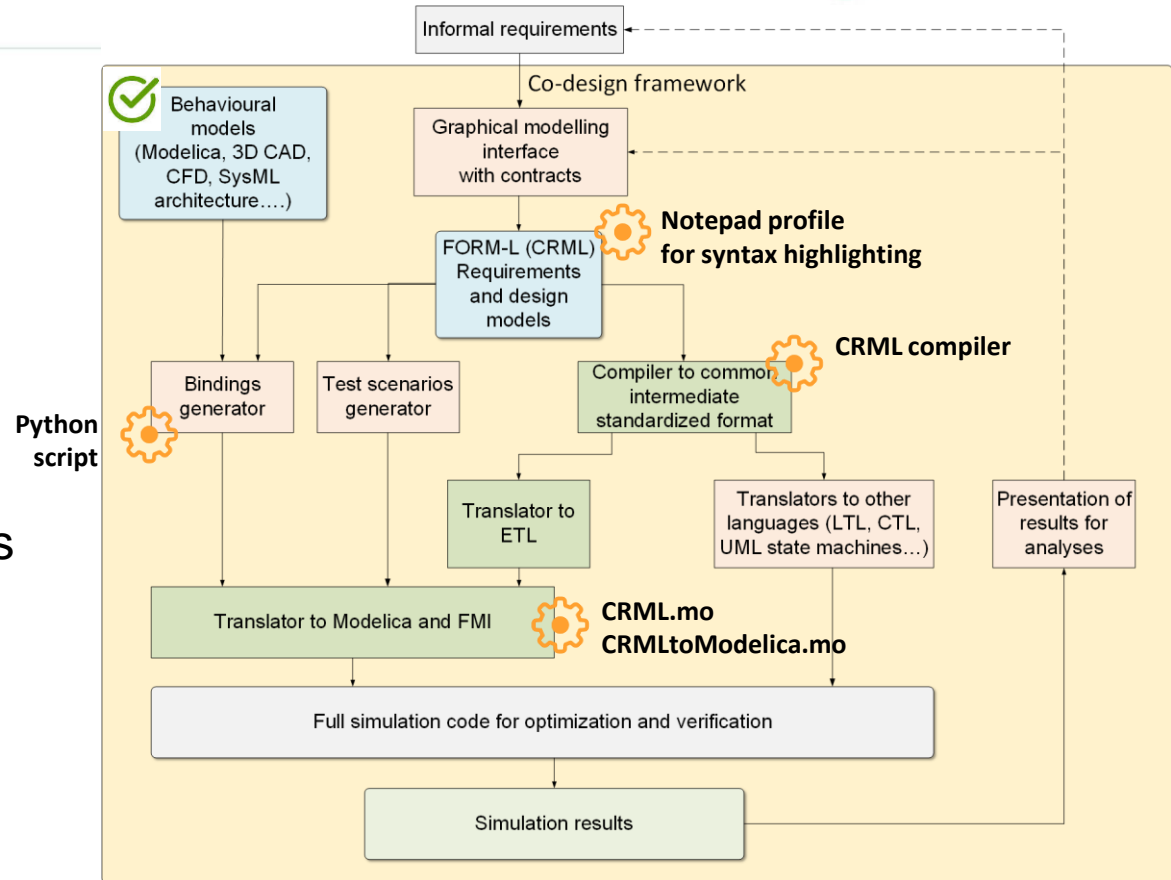 Informal requirements
Co-design framework
Behavioural
models
(Modelica, 3D CAD,
CFD, SysML
architecture....)
Graphical modelling
interface
with contracts
Notepad profile
for syntax highlighting
FORM-L (CRML)
Requirements
and design
models
CRML compiler
Bindings
generator
Test scenarios
generator
Compiler to common
intermediate
standardized format
Python
script
Translator to
ETL
Translators to other
languages (LTL, CTL,
UML state machines...)
Presentation of
results for
analyses
s
Translator to Modelica and FMI
CRML.mo
CRMLtoModelica.mo
Full simulation code for optimization and verification
Simulation results